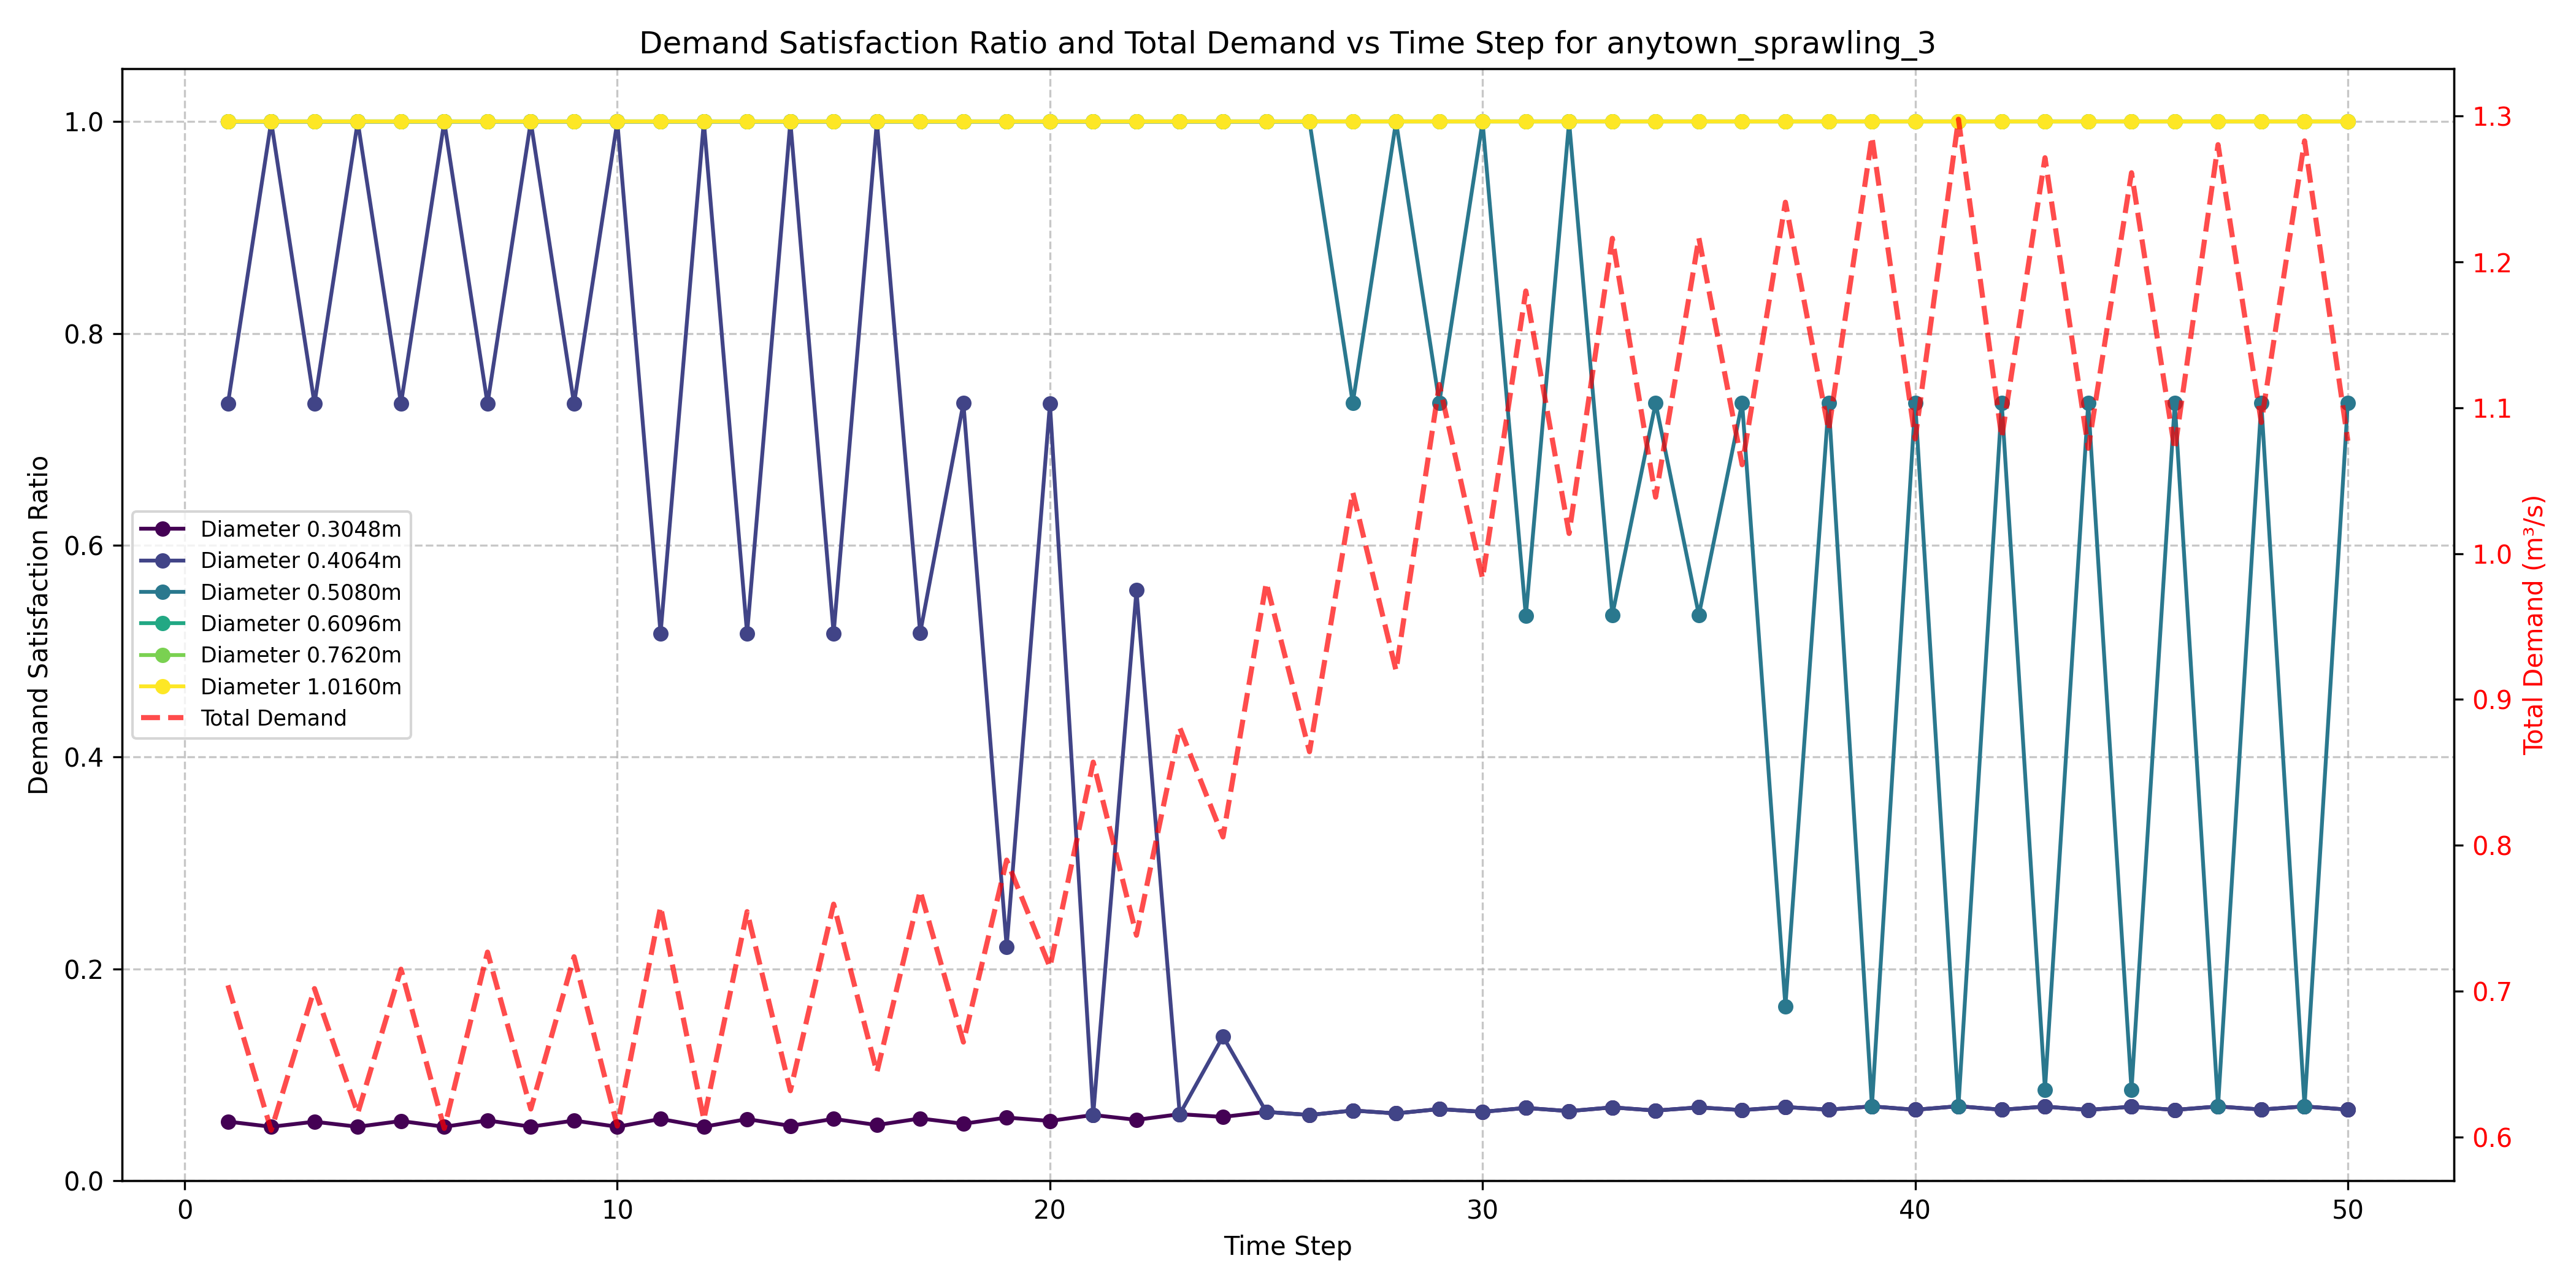 Demand Satisfaction Ratio and Total Demand vs Time Step for anytown_sprawling_3
Demand Satisfaction Ratio
1.0
0.8
0.6
0.4
0.2
0.0
Diameter 0.3048m
Diameter 0.4064m
Diameter 0.5080m
Diameter 0.6096m
Diameter 0.7620m
Diameter 1.0160m
Total Demand
1.3
1.2
1.1
1.0
0.9
0.8
0.7
0.6
Total Demand (m³/s)
0 10 20 30 40 50
Time Step